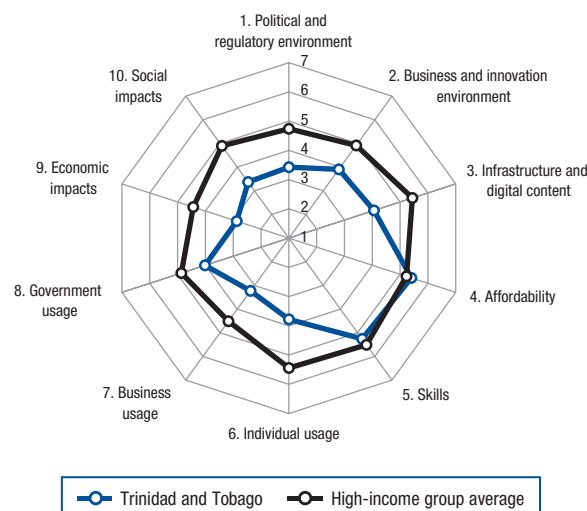 1. Political and
regulatory environment
2. Business and innovation
environment
3. Infrastructure and
digital content
4. Affordability
5. Skills
6. Individual usage
7. Business
usage
8. Government
usage
9. Economic
impacts
10. Social
impacts
7
6
5
4
3
2
1
Trinidad and Tobago
High-income group average